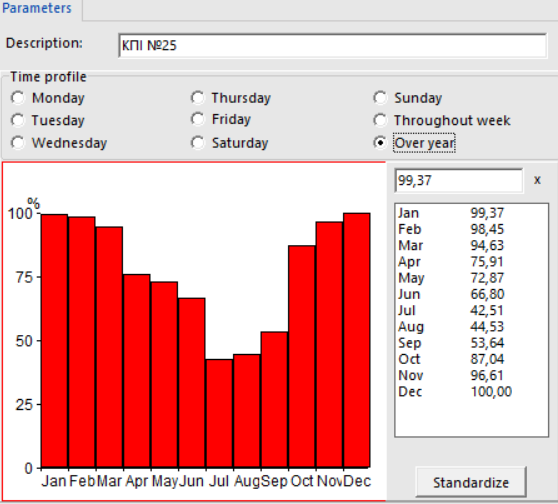 Parameters
Description: КПІ №25
Time profile
Monday Thursday Sunday
Tuesday Friday Throughout week
Wednesday Saturday Over year
99,37 x
%
100
75
50
25
0
Jan Feb Mar Apr May Jun Jul Aug Sep Oct Nov Dec
Jan 99,37
Feb 98,45
Mar 94,63
Apr 75,91
May 72,87
Jun 66,80
Jul 42,51
Aug 44,53
Sep 53,64
Oct 87,04
Nov 96,61
Dec 100,00
Standardize